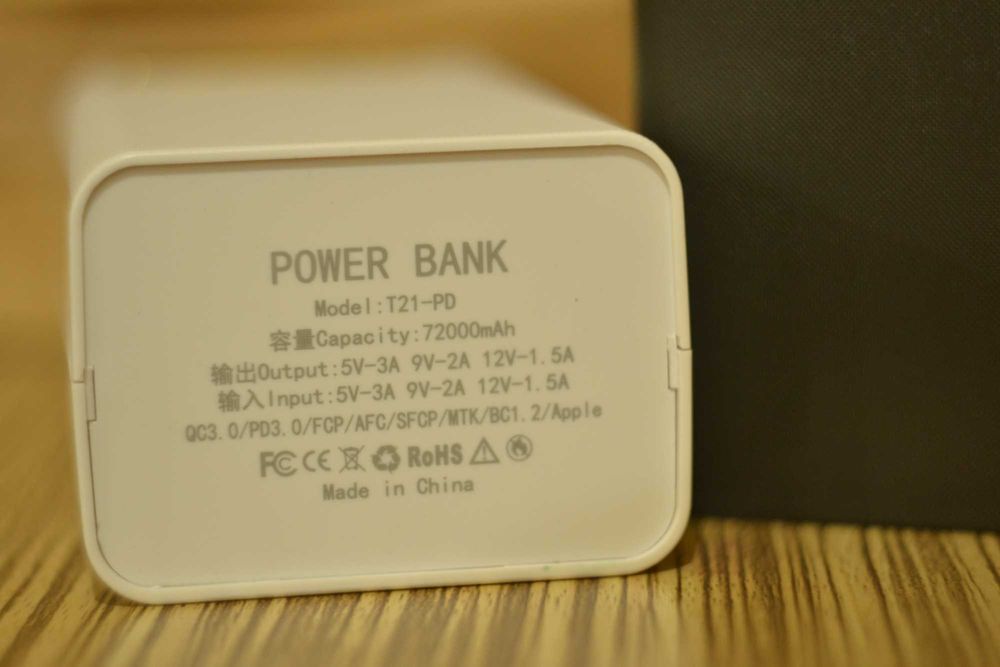 POWER BANK
Model:T21-PD
容量Capacity:72000mAh
输出Output:5V-3A 9V-2A 12V-1.5A
输入Input:5V-3A 9V-2A 12V-1.5A
QC3.0/PD3.0/FCP/AFC/SFCP/MTK/BC1.2/Apple
FC CE RoHS
Made in China